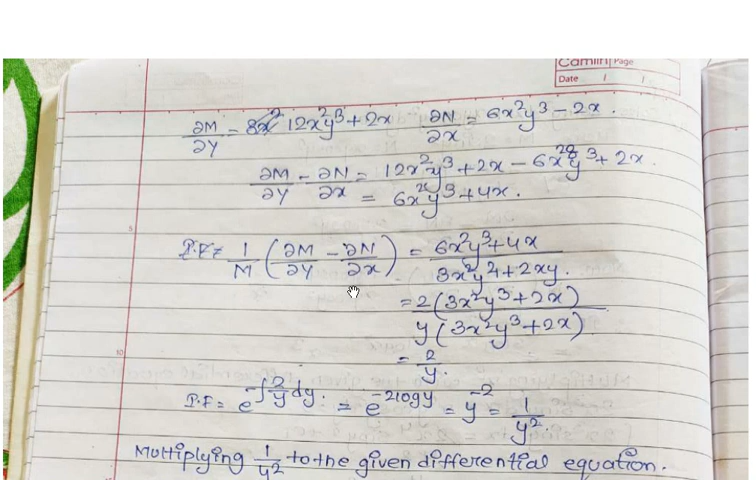 Camlin Page
Date / /
∂M/∂y = 12x²y³+2x ∂N/∂x = 6x²y³-2x.
∂M/∂y - ∂N/∂x = 12x²y³+2x - 6x²y³+2x.
= 6x²y³+4x.
I.F = 1/M (∂M/∂y - ∂N/∂x) = 6x²y³+4x / 3x²y⁴+2xy.
= 2(3x²y³+2x) / y(3x²y³+2x)
= 2/y.
I.F = e^-∫2/y dy. = e^-2logy = y^-2 = 1/y²
Multiplying 1/y² to the given differential equation.